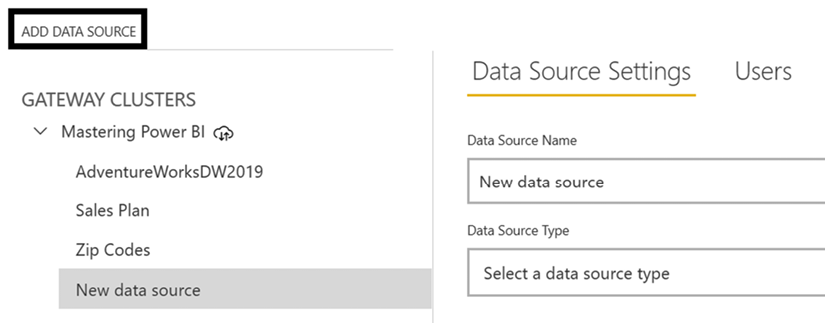 ADD DATA SOURCE
GATEWAY CLUSTERS
Mastering Power BI
AdventureWorksDW2019
Sales Plan
Zip Codes
New data source
Data Source Settings Users
Data Source Name
New data source
Data Source Type
Select a data source type